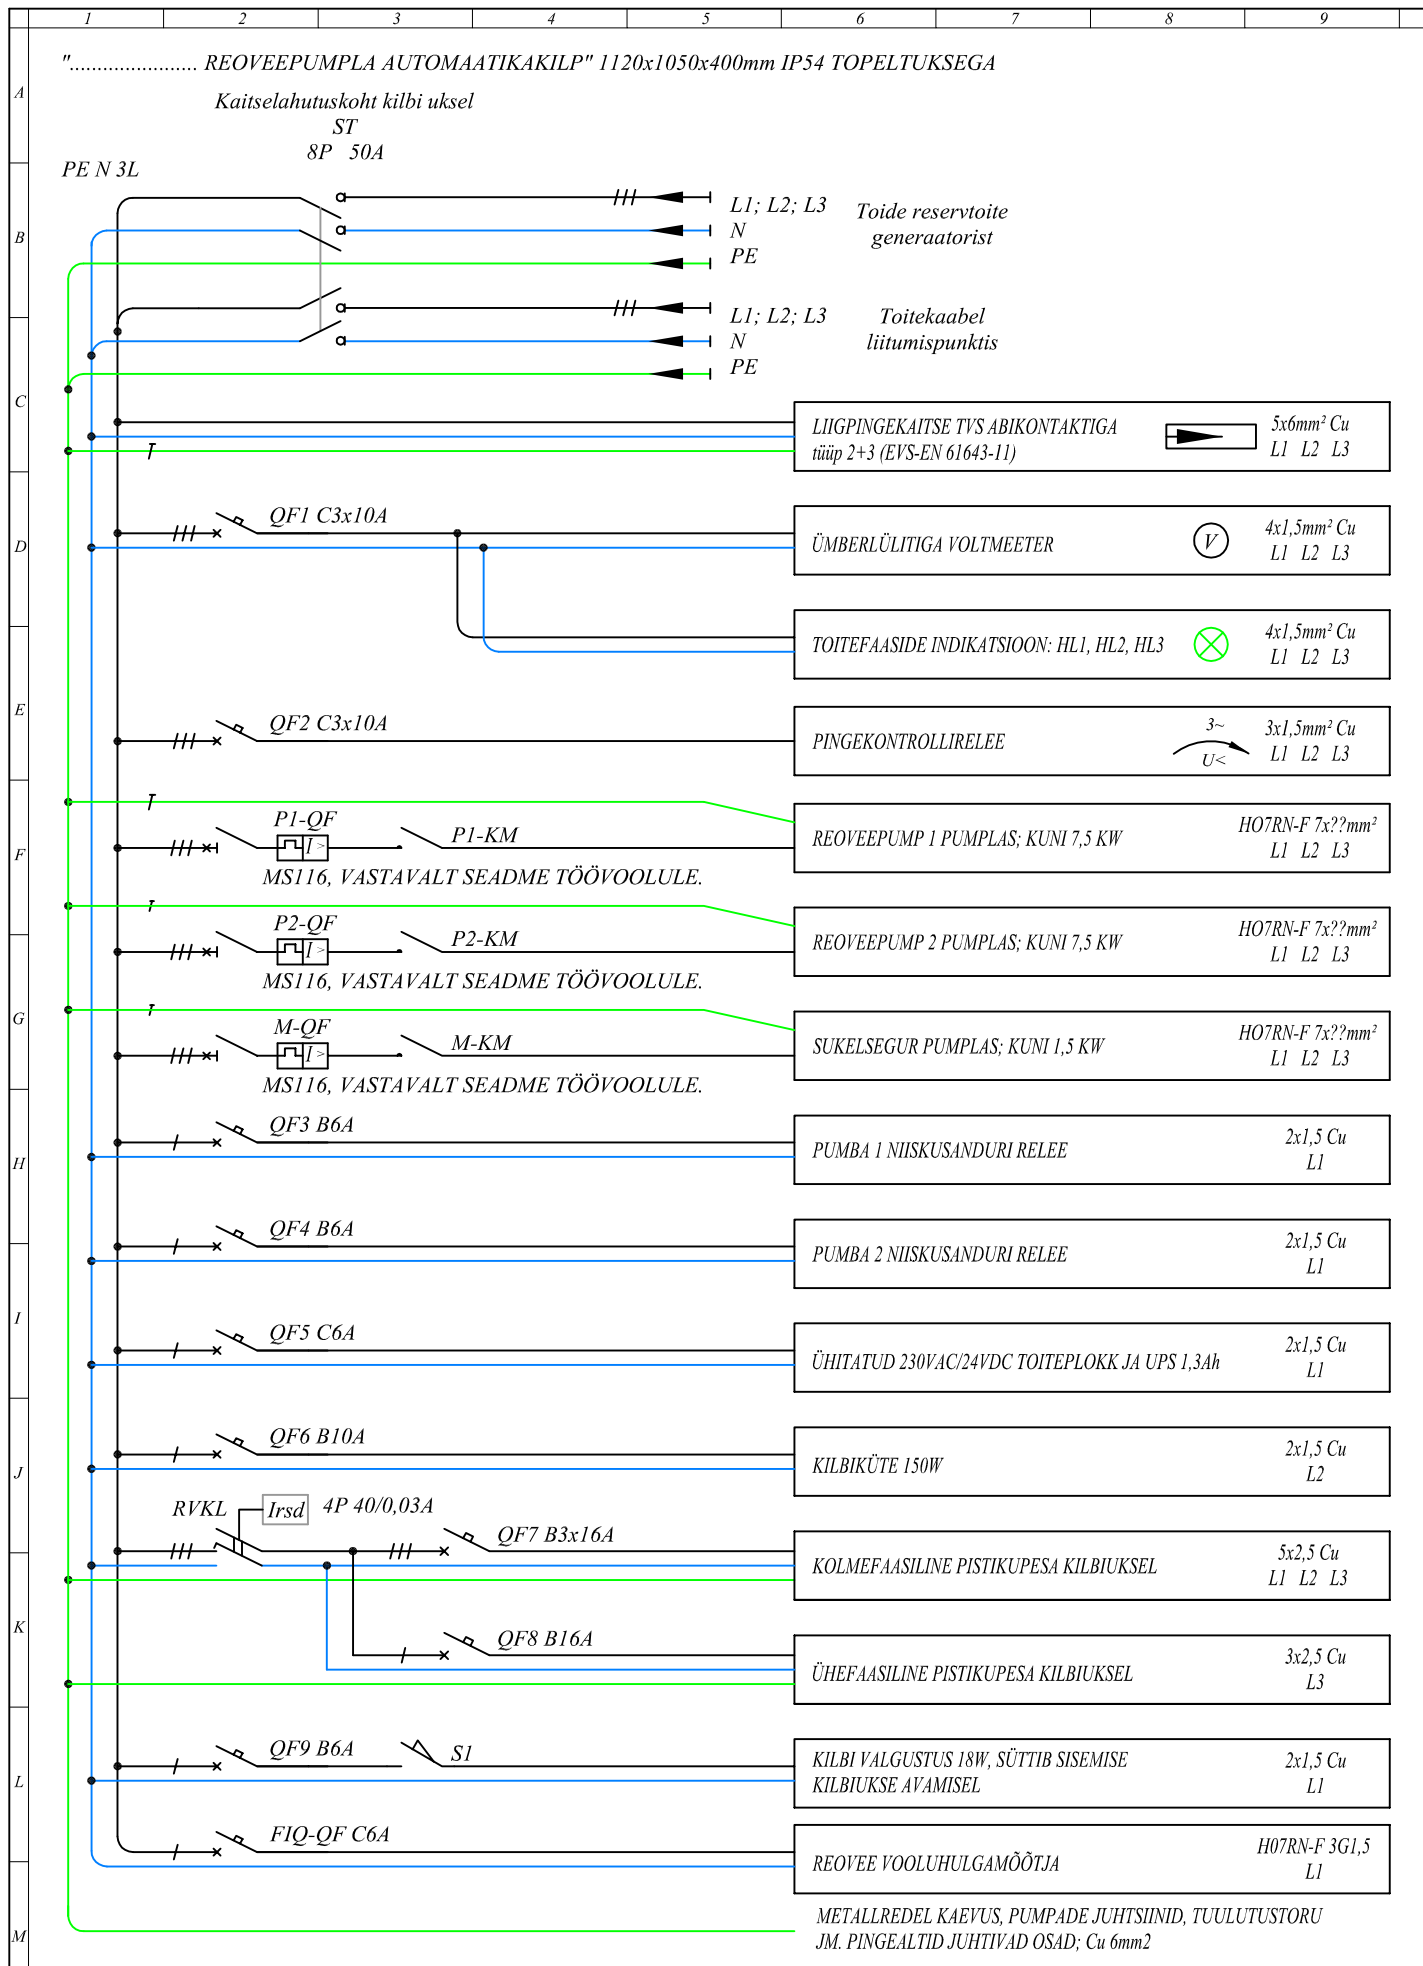 1 2 3 4 5 6 7 8 9
"....................... REOVEEPUMPLA AUTOMAATIKAKILP" 1120x1050x400mm IP54 TOPELTUKSEGA
A
Kaitselahutuskoht kilbi uksel
ST
8P 50A
PE N 3L
B
L1; L2; L3
N
PE
Toide reservtoite
generaatorist
L1; L2; L3
N
PE
Toitekaabel
liitumispunktis
C
LIIGPINGEKAITSE TVS ABIKONTAKTIGA
tüüp 2+3 (EVS-EN 61643-11)
5x6mm² Cu
L1 L2 L3
D
QF1 C3x10A
ÜMBERLÜLITIGA VOLTMEETER
V
4x1,5mm² Cu
L1 L2 L3
TOITEFAASIDE INDIKATSIOON: HL1, HL2, HL3
4x1,5mm² Cu
L1 L2 L3
E
QF2 C3x10A
PINGEKONTROLLIRELEE
3~
U<
3x1,5mm² Cu
L1 L2 L3
F
P1-QF
I >
P1-KM
MS116, VASTAVALT SEADME TÖÖVOOLULE.
REOVEEPUMP 1 PUMPLAS; KUNI 7,5 KW
HO7RN-F 7x??mm²
L1 L2 L3
P2-QF
I >
P2-KM
MS116, VASTAVALT SEADME TÖÖVOOLULE.
REOVEEPUMP 2 PUMPLAS; KUNI 7,5 KW
HO7RN-F 7x??mm²
L1 L2 L3
G
M-QF
I >
M-KM
MS116, VASTAVALT SEADME TÖÖVOOLULE.
SUKELSEGUR PUMPLAS; KUNI 1,5 KW
HO7RN-F 7x??mm²
L1 L2 L3
H
QF3 B6A
PUMBA 1 NIISKUSANDURI RELEE
2x1,5 Cu
L1
QF4 B6A
PUMBA 2 NIISKUSANDURI RELEE
2x1,5 Cu
L1
I
QF5 C6A
ÜHITATUD 230VAC/24VDC TOITEPLOKK JA UPS 1,3Ah
2x1,5 Cu
L1
J
QF6 B10A
KILBIKÜTE 150W
2x1,5 Cu
L2
RVKL
Irsd
4P 40/0,03A
QF7 B3x16A
KOLMEFAASILINE PISTIKUPESA KILBIUKSEL
5x2,5 Cu
L1 L2 L3
K
QF8 B16A
ÜHEFAASILINE PISTIKUPESA KILBIUKSEL
3x2,5 Cu
L3
L
QF9 B6A
S1
KILBI VALGUSTUS 18W, SÜTTIB SISEMISE
KILBIUKSE AVAMISEL
2x1,5 Cu
L1
FIQ-QF C6A
REOVEE VOOLUHULGAMÕÕTJA
H07RN-F 3G1,5
L1
M
METALLREDEL KAEVUS, PUMPADE JUHTSIINID, TUULUTUSTORU
JM. PINGEALTID JUHTIVAD OSAD; Cu 6mm2